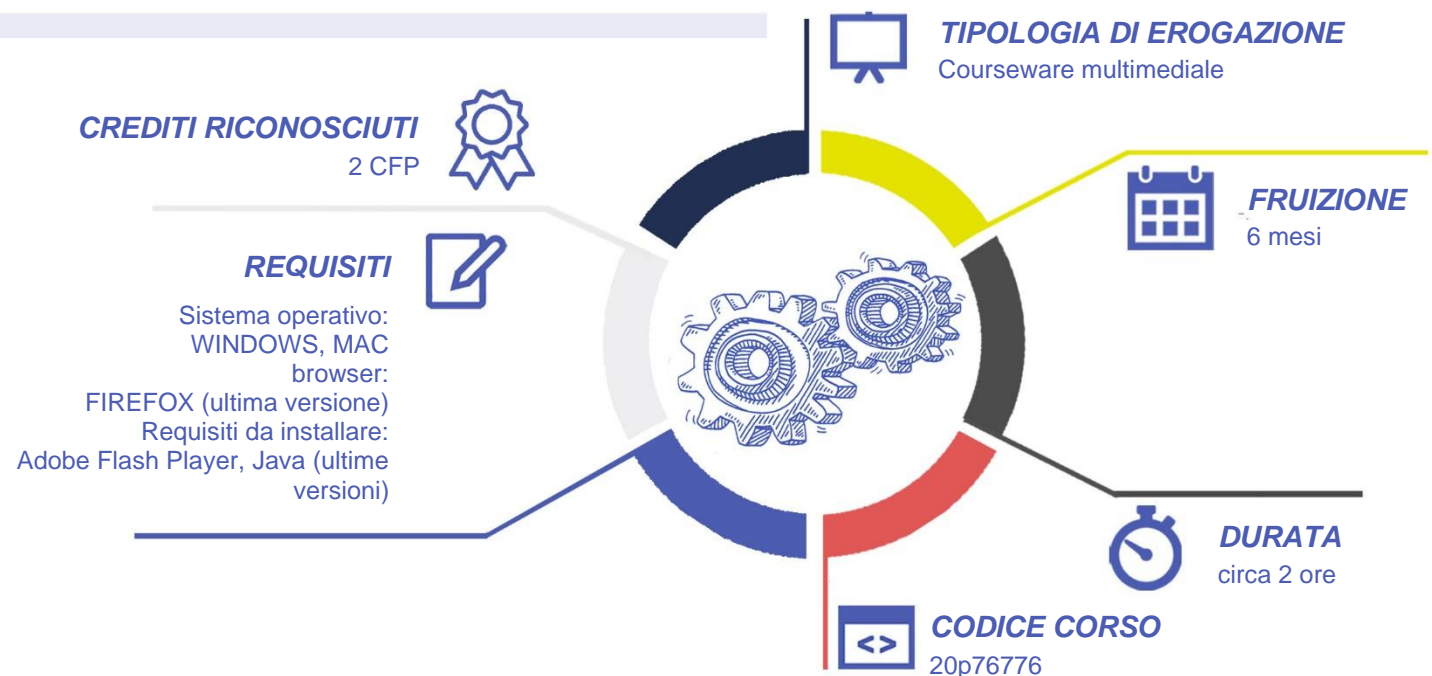 TIPOLOGIA DI EROGAZIONE
Courseware multimediale
CREDITI RICONOSCIUTI
2 CFP
FRUIZIONE
6 mesi
REQUISITI
Sistema operativo:
WINDOWS, MAC
browser:
FIREFOX (ultima versione)
Requisiti da installare:
Adobe Flash Player, Java (ultime
versioni)
DURATA
circa 2 ore
<>
CODICE CORSO
20p76776